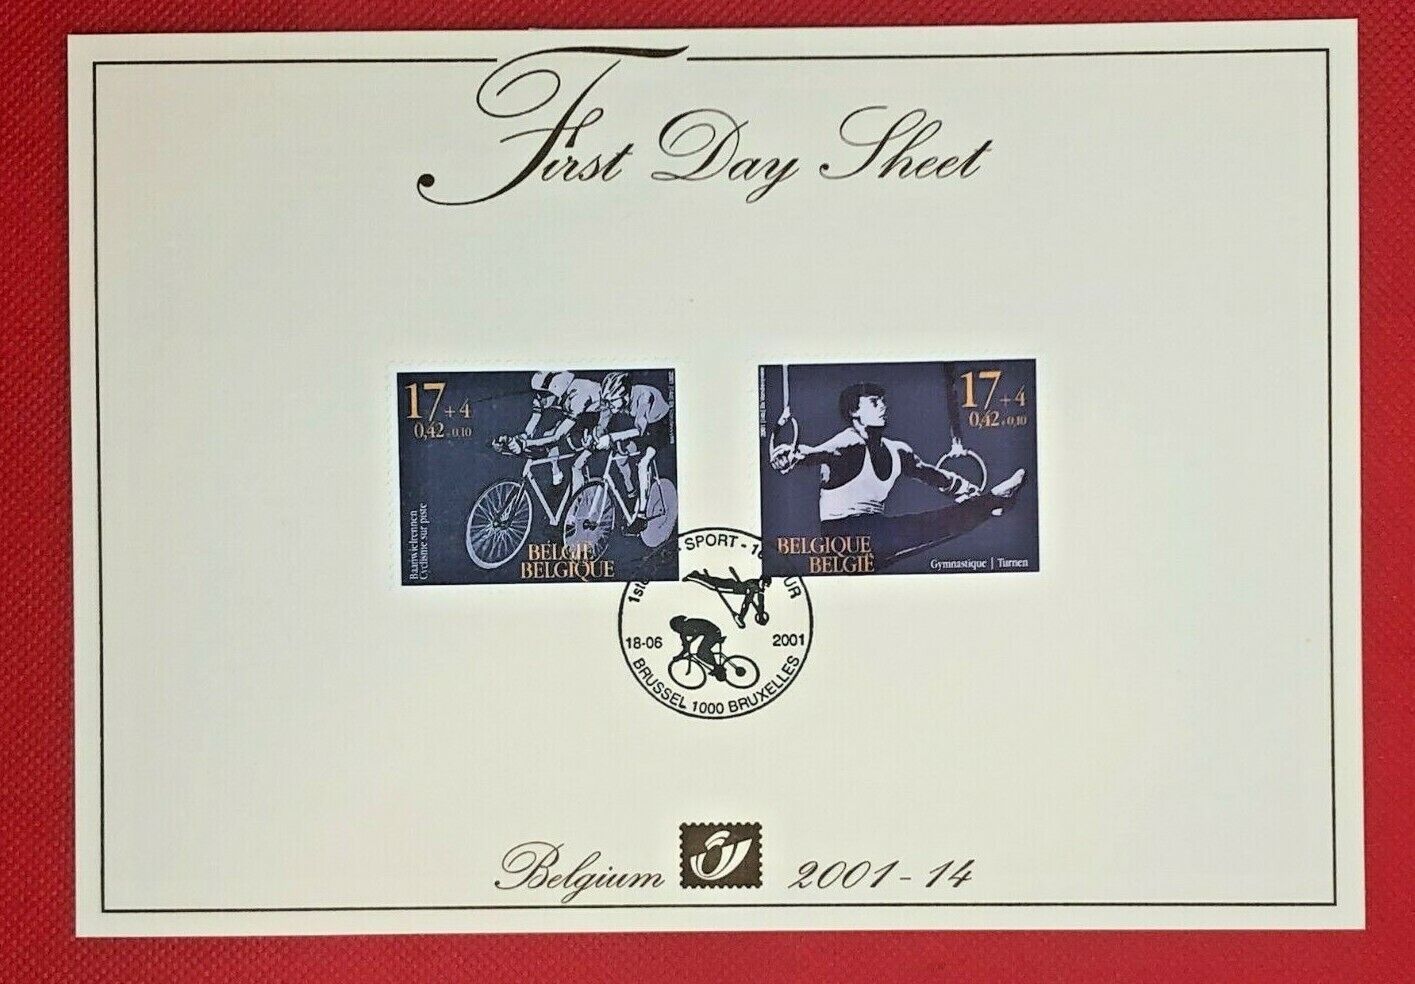 First Day Sheet
17+4
0,42+0,10
Baanwielrennen
Cyclisme sur piste
BELGIË
BELGIQUE
17+4
0,42+0,10
BELGIQUE
BELGIË
Gymnastique | Turnen
SPORT -
18-06 2001
BRUSSEL 1000 BRUXELLES
Belgium 2001-14